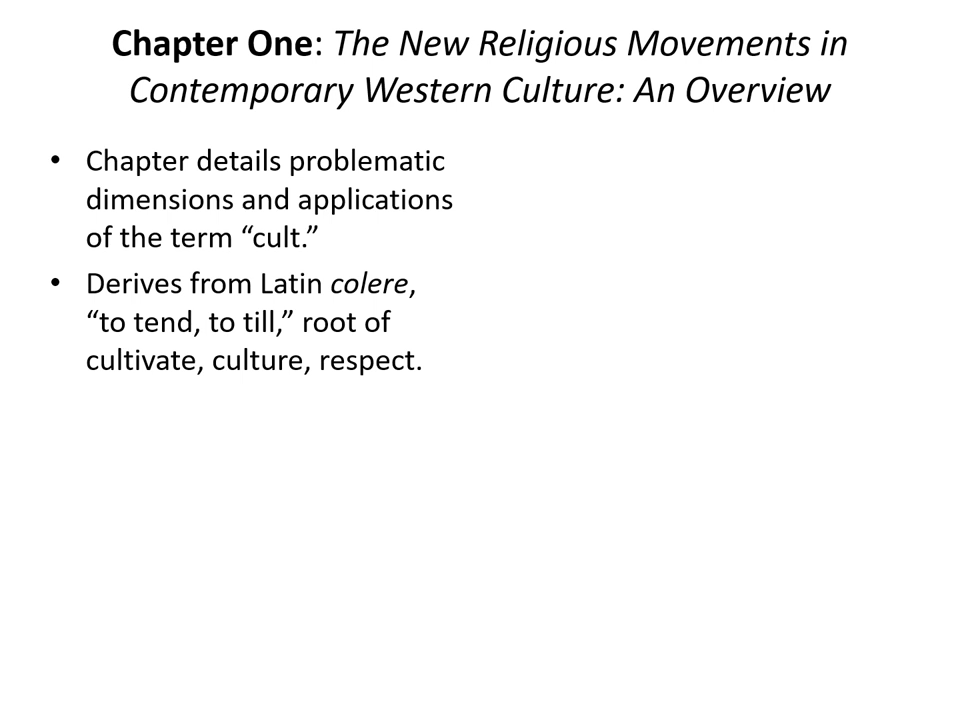 Chapter One: The New Religious Movements in
Contemporary Western Culture: An Overview
• Chapter details problematic
dimensions and applications
of the term “cult.”
• Derives from Latin colere,
“to tend, to till,” root of
cultivate, culture, respect.